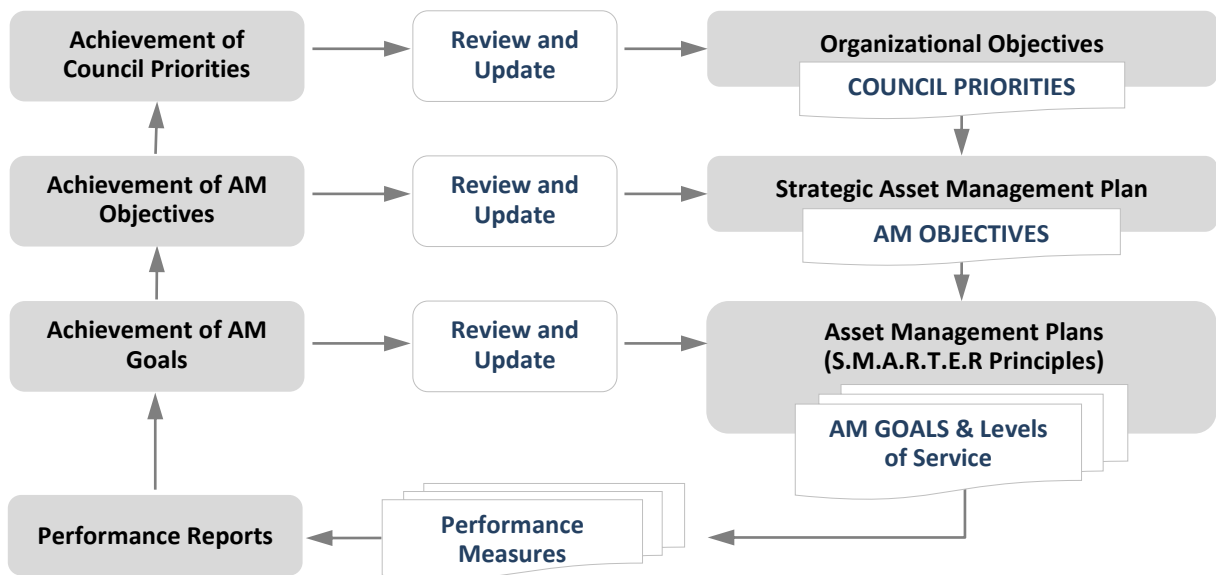 Achievement of
Council Priorities
Review and
Update
Organizational Objectives
COUNCIL PRIORITIES
Achievement of AM
Objectives
Review and
Update
Strategic Asset Management Plan
AM OBJECTIVES
Achievement of AM
Goals
Review and
Update
Asset Management Plans
(S.M.A.R.T.E.R Principles)
AM GOALS & Levels
of Service
Performance Reports
Performance
Measures